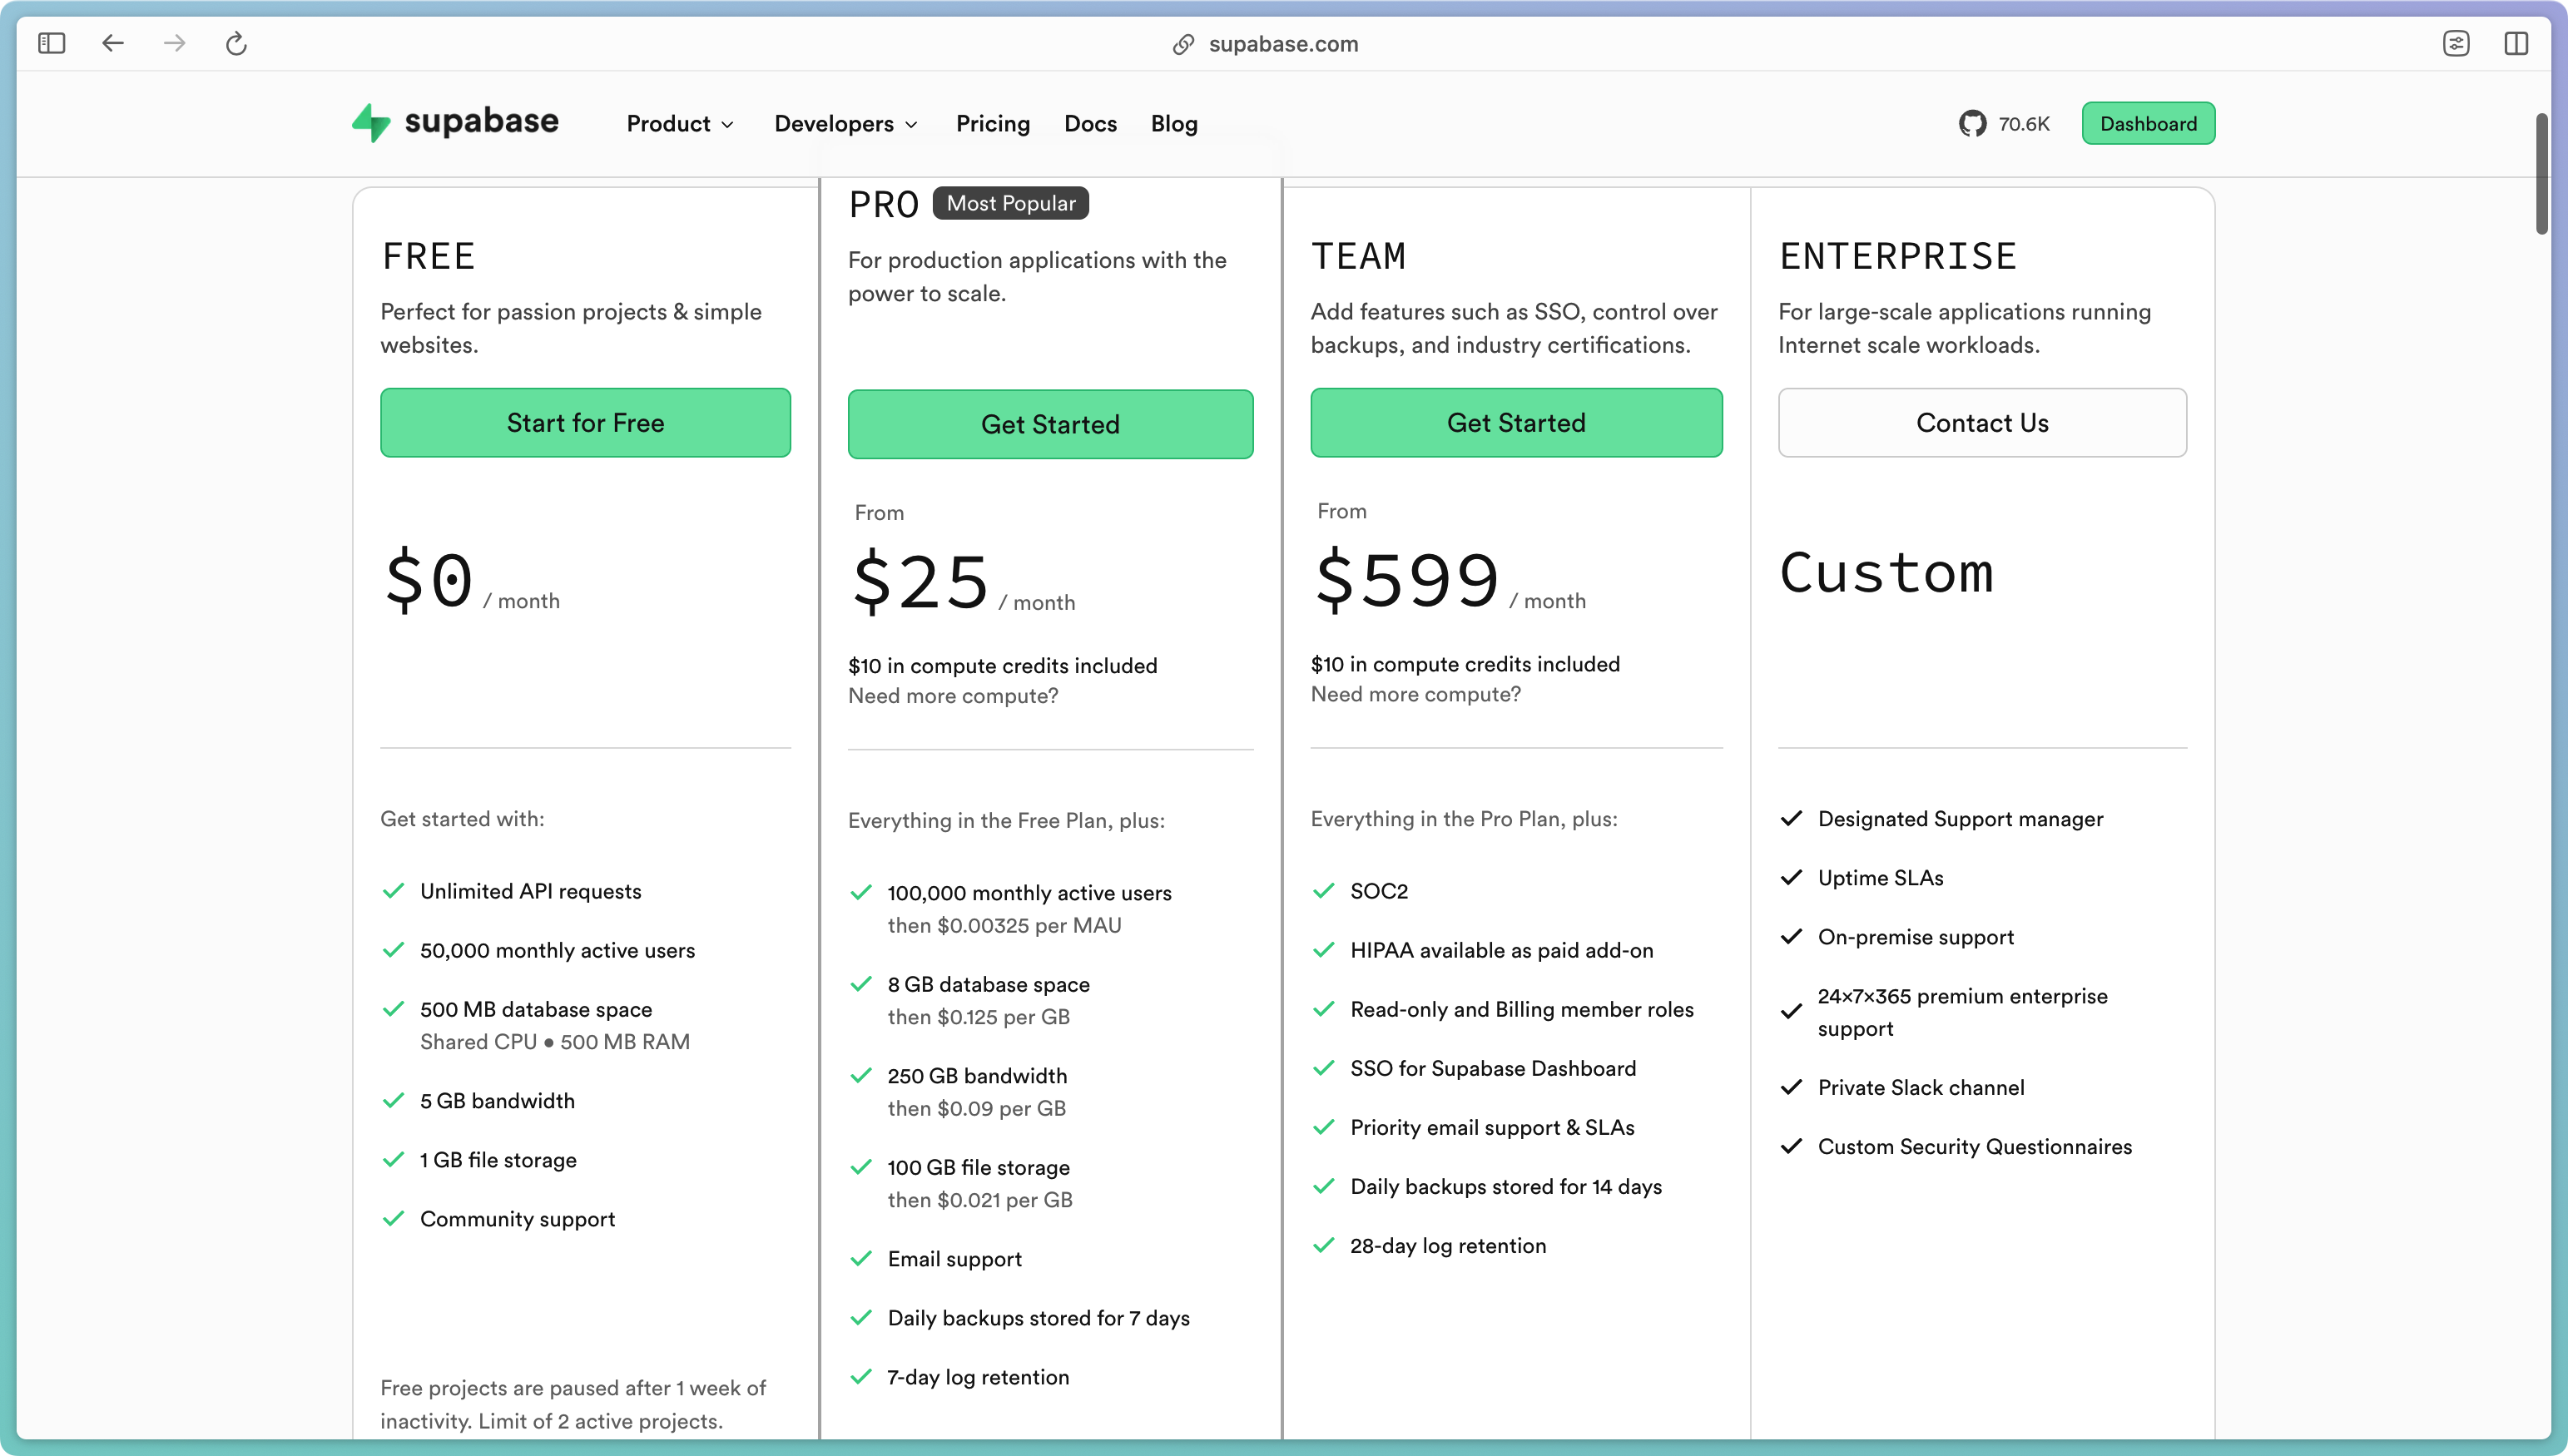 supabase.com
supabase
Product
Developers
Pricing
Docs
Blog
70.6K
Dashboard
FREE
Perfect for passion projects & simple
websites.
Start for Free
$0 / month
Get started with:
Unlimited API requests
50,000 monthly active users
500 MB database space
Shared CPU • 500 MB RAM
5 GB bandwidth
1 GB file storage
Community support
Free projects are paused after 1 week of
inactivity. Limit of 2 active projects.
PRO Most Popular
For production applications with the
power to scale.
Get Started
From
$25 / month
$10 in compute credits included
Need more compute?
Everything in the Free Plan, plus:
100,000 monthly active users
then $0.00325 per MAU
8 GB database space
then $0.125 per GB
250 GB bandwidth
then $0.09 per GB
100 GB file storage
then $0.021 per GB
Email support
Daily backups stored for 7 days
7-day log retention
TEAM
Add features such as SSO, control over
backups, and industry certifications.
Get Started
From
$599 / month
$10 in compute credits included
Need more compute?
Everything in the Pro Plan, plus:
SOC2
HIPAA available as paid add-on
Read-only and Billing member roles
SSO for Supabase Dashboard
Priority email support & SLAs
Daily backups stored for 14 days
28-day log retention
ENTERPRISE
For large-scale applications running
Internet scale workloads.
Contact Us
Custom
Designated Support manager
Uptime SLAs
On-premise support
24×7×365 premium enterprise
support
Private Slack channel
Custom Security Questionnaires